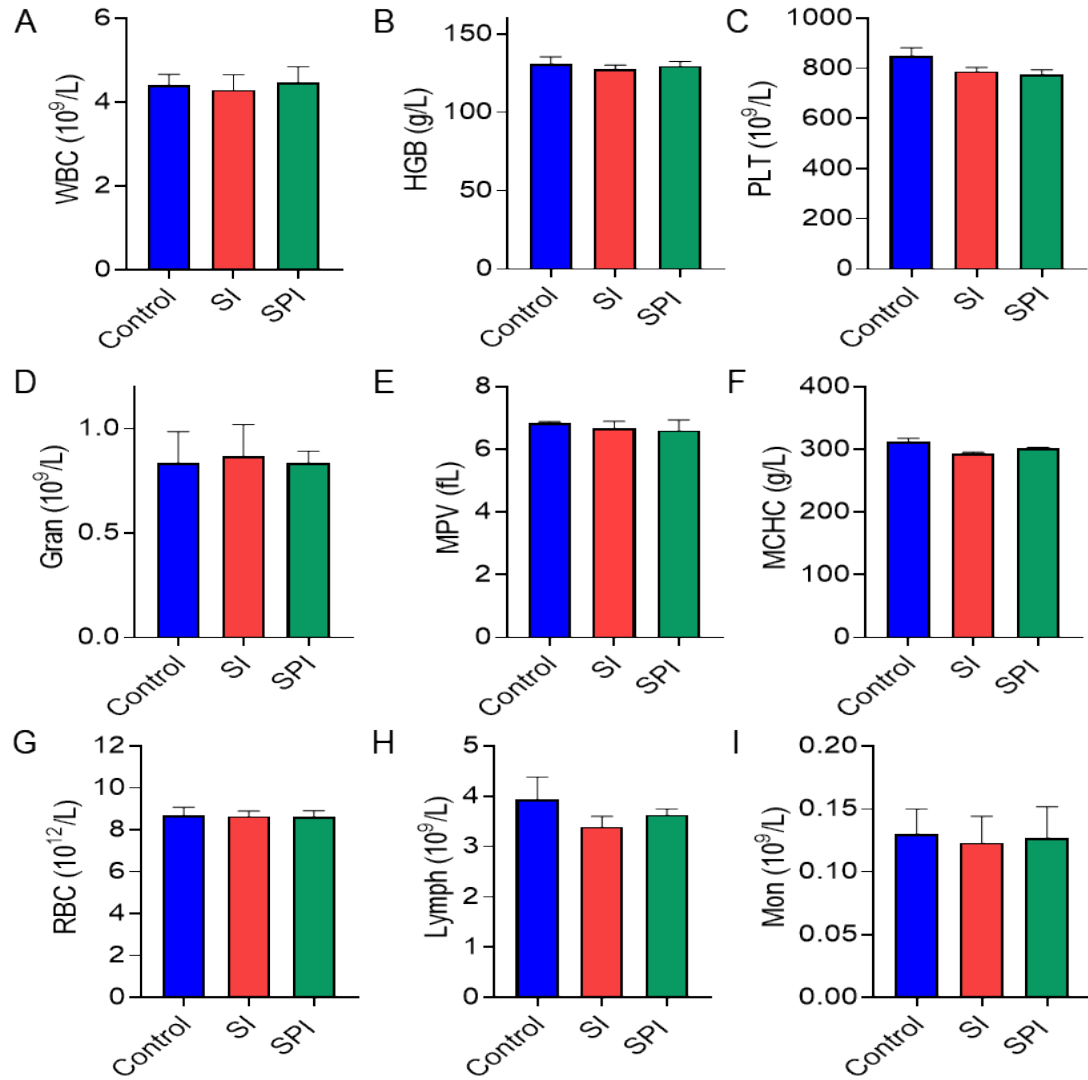 A
WBC (10⁹/L)
6
4
2
0
Control
SI
SPI
B
HGB (g/L)
150
100
50
0
Control
SI
SPI
C
PLT (10⁹/L)
1000
800
600
400
200
0
Control
SI
SPI
D
Gran (10⁹/L)
1.0
0.5
0.0
Control
SI
SPI
E
MPV (fL)
8
6
4
2
0
Control
SI
SPI
F
MCHC (g/L)
400
300
200
100
0
Control
SI
SPI
G
RBC (10¹²/L)
12
10
8
6
4
2
0
Control
SI
SPI
H
Lymph (10⁹/L)
5
4
3
2
1
0
Control
SI
SPI
I
Mon (10⁹/L)
0.20
0.15
0.10
0.05
0.00
Control
SI
SPI